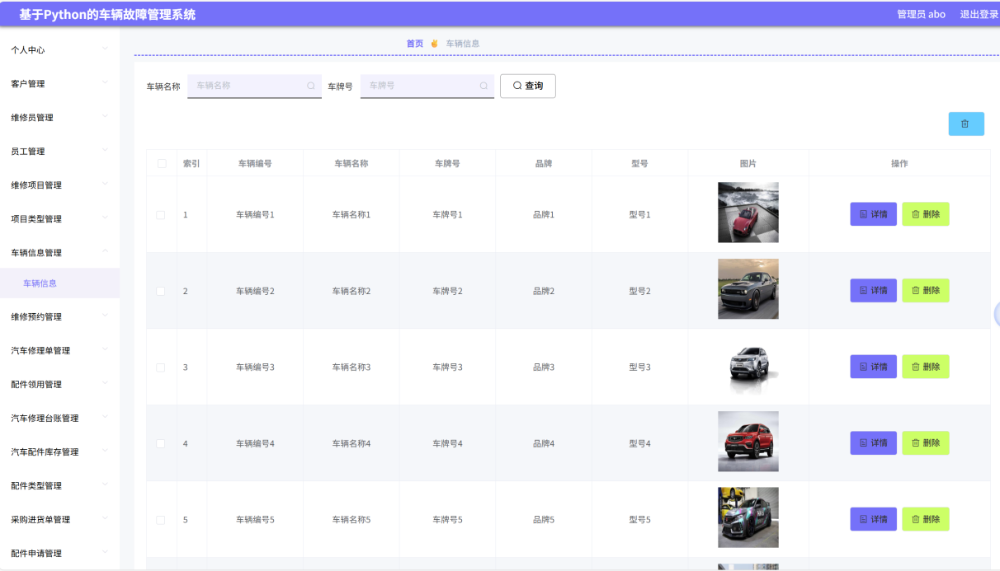 基于Python的车辆故障管理系统 管理员 abo 退出登录
首页 车辆信息
个人中心
客户管理
维修员管理
员工管理
维修项目管理
项目类型管理
车辆信息管理
车辆信息
维修预约管理
汽车修理单管理
配件领用管理
汽车修理台账管理
汽车配件库存管理
配件类型管理
采购进货单管理
配件申请管理
车辆名称 车辆名称 车牌号 车牌号 查询
索引 车辆编号 车辆名称 车牌号 品牌 型号 图片 操作
1 车辆编号1 车辆名称1 车牌号1 品牌1 型号1 详情 删除
2 车辆编号2 车辆名称2 车牌号2 品牌2 型号2 详情 删除
3 车辆编号3 车辆名称3 车牌号3 品牌3 型号3 详情 删除
4 车辆编号4 车辆名称4 车牌号4 品牌4 型号4 详情 删除
5 车辆编号5 车辆名称5 车牌号5 品牌5 型号5 详情 删除